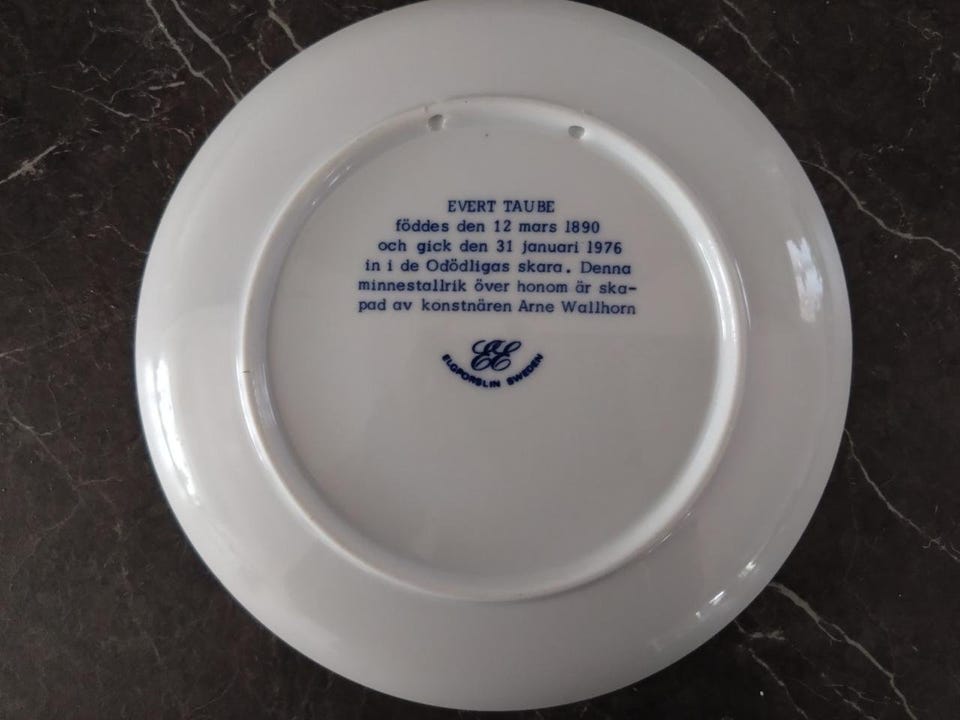 EVERT TAUBE
föddes den 12 mars 1890
och gick den 31 januari 1976
in i de Odödligas skara. Denna
minnestallrik över honom är ska-
pad av konstnären Arne Wallhorn
EE
ELGPORSLIN SWEDEN